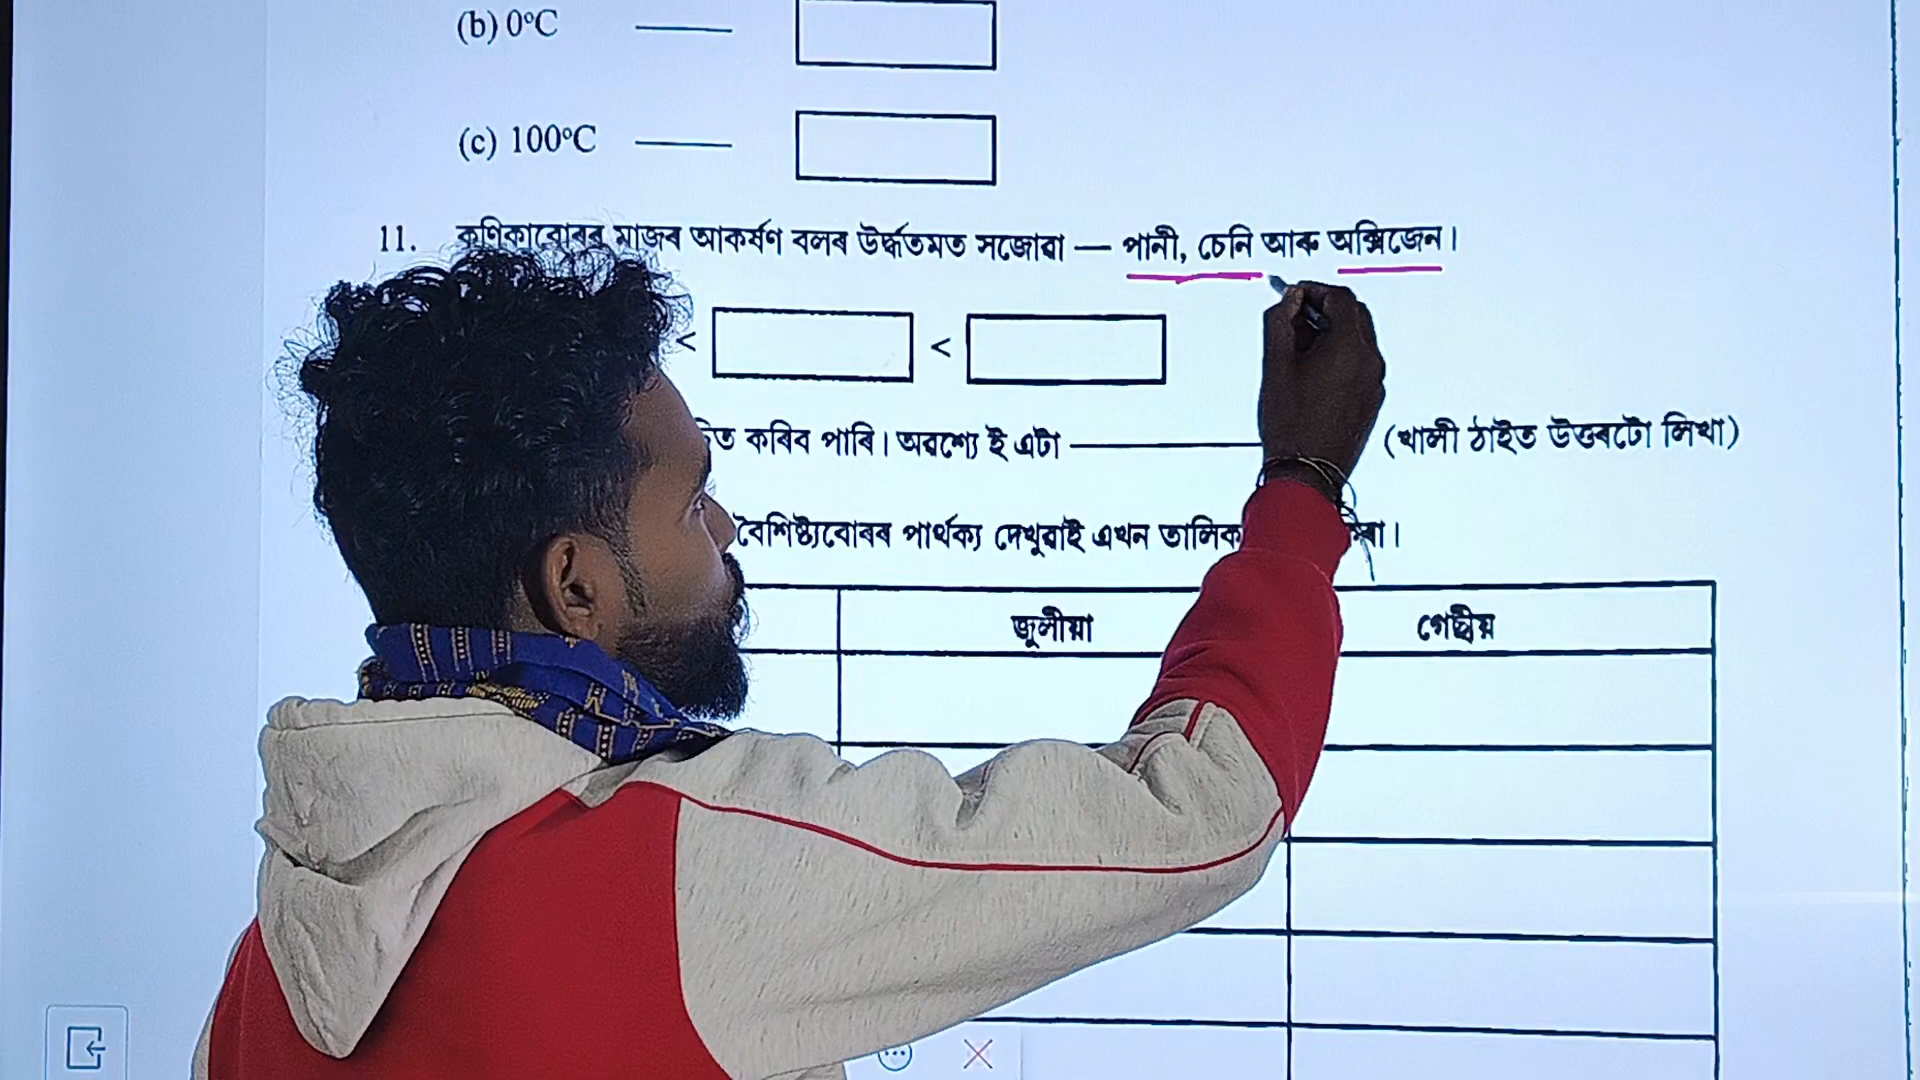 (b) 0°C
(c) 100°C
11. কণিকাবোৰৰ মাজৰ আকৰ্ষণ বলৰ উৰ্দ্ধতমত সজোৱা — পানী, চেনি আৰু অক্সিজেন।
< <
কৰিব পাৰি। অৱশ্যে ই এটা (খালী ঠাইত উত্তৰটো লিখা)
বৈশিষ্ট্যবোৰৰ পাৰ্থক্য দেখুৱাই এখন
জুলীয়া গেছীয়